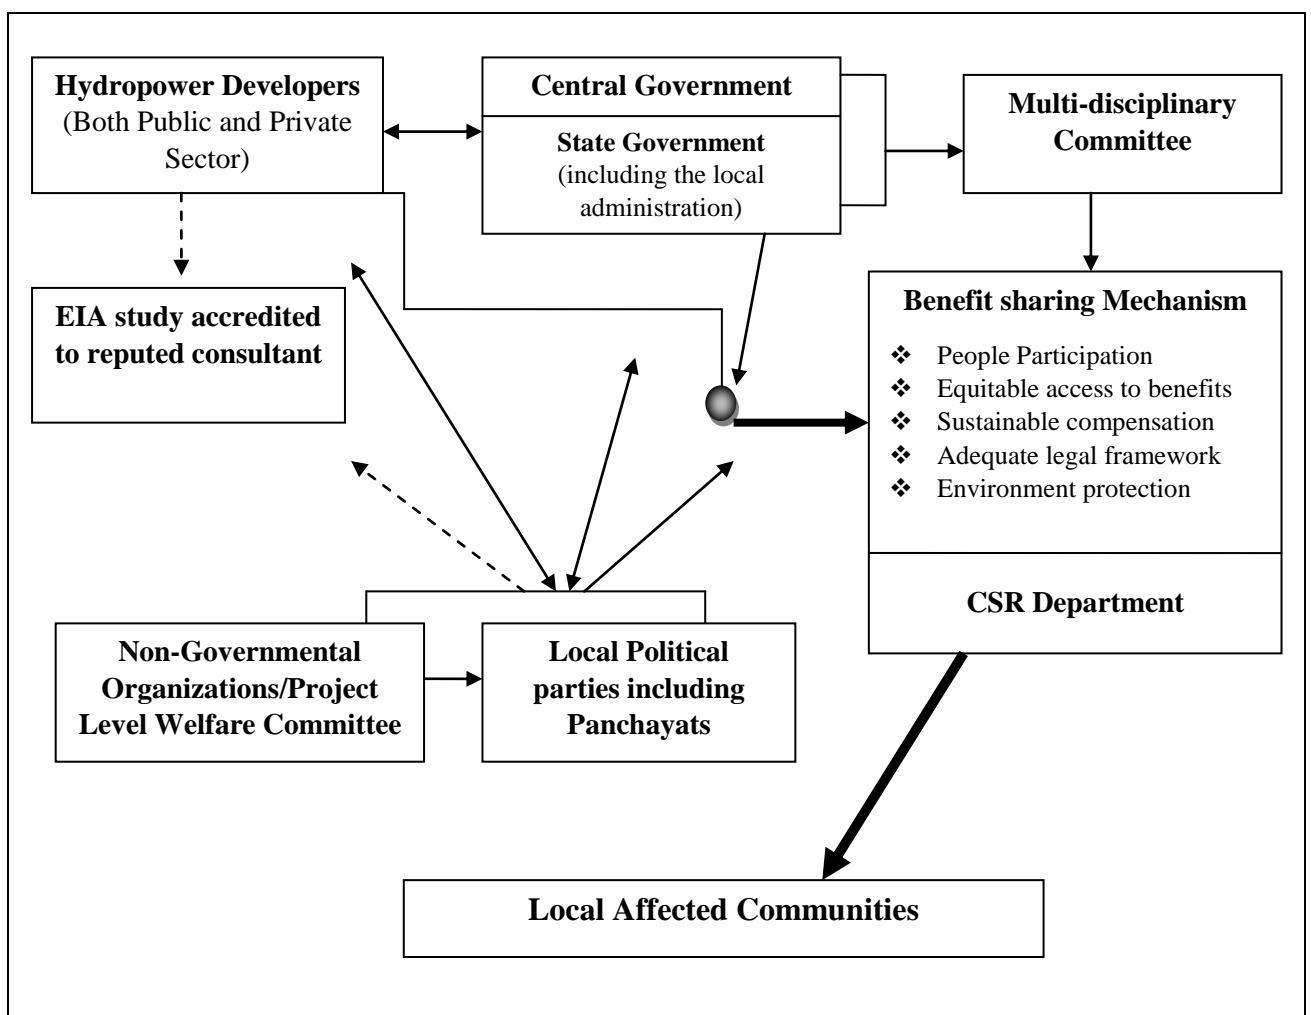 Hydropower Developers
(Both Public and Private
Sector)
Central Government
State Government
(including the local
administration)
Multi-disciplinary
Committee
EIA study accredited
to reputed consultant
Benefit sharing Mechanism
❖ People Participation
❖ Equitable access to benefits
❖ Sustainable compensation
❖ Adequate legal framework
❖ Environment protection
CSR Department
Non-Governmental
Organizations/Project
Level Welfare Committee
Local Political
parties including
Panchayats
Local Affected Communities